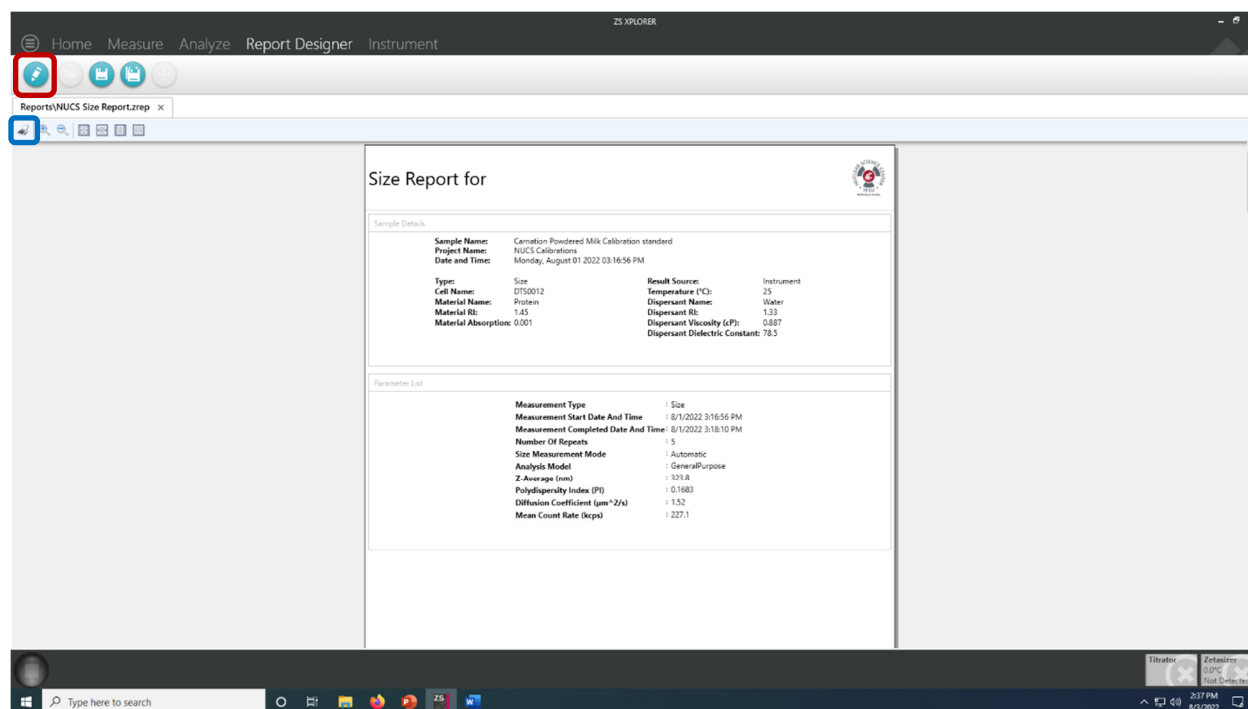 ZS XPLORER
Home Measure Analyze Report Designer Instrument
Reports\NUCS Size Report.zrep ×
Size Report for
Sample Details
Sample Name: Carnation Powdered Milk Calibration standard
Project Name: NUCS Calibrations
Date and Time: Monday, August 01 2022 03:16:56 PM
Type: Size Result Source: Instrument
Cell Name: DTS0012 Temperature (°C): 25
Material Name: Protein Dispersant Name: Water
Material RI: 1.45 Dispersant RI: 1.33
Material Absorption: 0.001 Dispersant Viscosity (cP): 0.887
Dispersant Dielectric Constant: 78.5
Parameter List
Measurement Type : Size
Measurement Start Date And Time : 8/1/2022 3:16:56 PM
Measurement Completed Date And Time : 8/1/2022 3:18:10 PM
Number Of Repeats : 5
Size Measurement Mode : Automatic
Analysis Model : GeneralPurpose
Z-Average (nm) : 323.8
Polydispersity Index (PI) : 0.1683
Diffusion Coefficient (µm^2/s) : 1.52
Mean Count Rate (kcps) : 227.1
Titrator Zetasizer
0.0°C
Not Detected
Type here to search
2:37 PM
8/3/2022